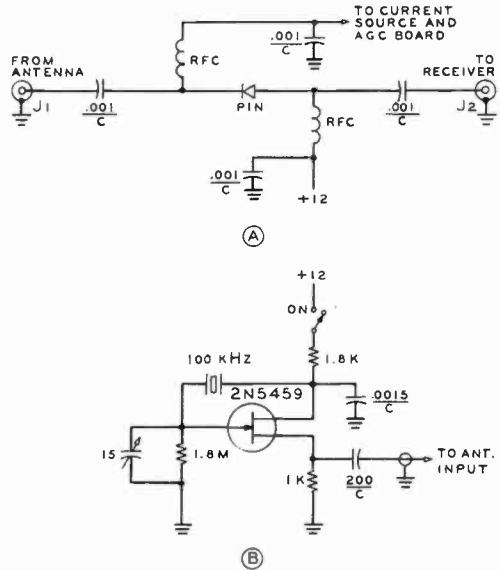 TO CURRENT
SOURCE AND
AGC BOARD
.001
C
RFC
FROM
ANTENNA
TO
RECEIVER
J1
.001
C
PIN
RFC
.001
C
J2
.001
C
+12
A
+12
ON
1.8K
100 KHz
2N5459
.0015
C
15
1.8M
1K
200
C
TO ANT.
INPUT
B